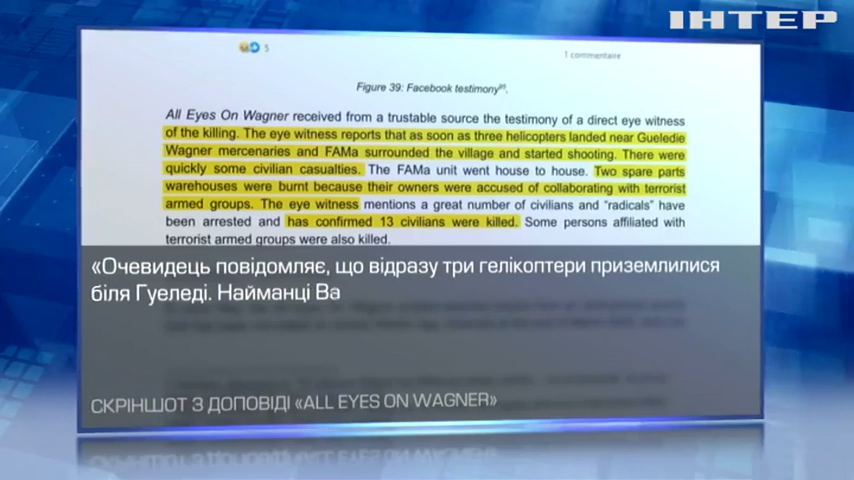 ІНТЕР
5
1 commentaire
Figure 39: Facebook testimony
All Eyes On Wagner received from a trustable source the testimony of a direct eye witness
of the killing. The eye witness reports that as soon as three helicopters landed near Gueledie
Wagner mercenaries and FAMa surrounded the village and started shooting. There were
quickly some civilian casualties. The FAMa unit went house to house. Two spare parts
warehouses were burnt because their owners were accused of collaborating with terrorist
armed groups. The eye witness mentions a great number of civilians and "radicals" have
been arrested and has confirmed 13 civilians were killed. Some persons affiliated with
terrorist armed groups were also killed.
«Очевидець повідомляє, що відразу три гелікоптери приземлилися
біля Гуеледі. Найманці Ва
СКРІНШОТ З ДОПОВІДІ «ALL EYES ON WAGNER»